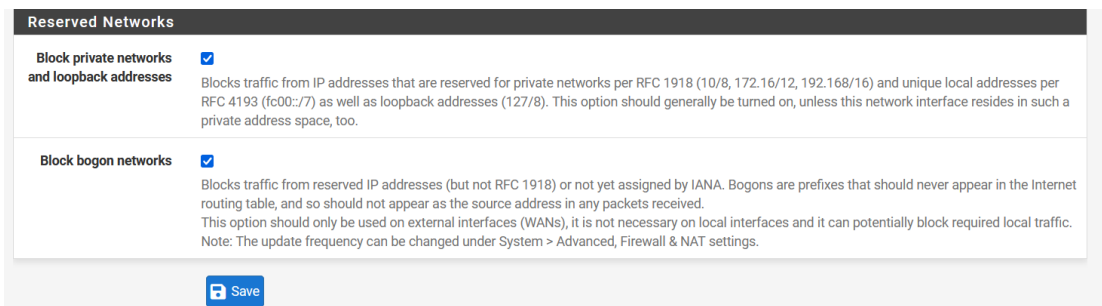 Reserved Networks
Block private networks
and loopback addresses
Blocks traffic from IP addresses that are reserved for private networks per RFC 1918 (10/8, 172.16/12, 192.168/16) and unique local addresses per
RFC 4193 (fc00::/7) as well as loopback addresses (127/8). This option should generally be turned on, unless this network interface resides in such a
private address space, too.
Block bogon networks
Blocks traffic from reserved IP addresses (but not RFC 1918) or not yet assigned by IANA. Bogons are prefixes that should never appear in the Internet
routing table, and so should not appear as the source address in any packets received.
This option should only be used on external interfaces (WANs), it is not necessary on local interfaces and it can potentially block required local traffic.
Note: The update frequency can be changed under System > Advanced, Firewall & NAT settings.
Save